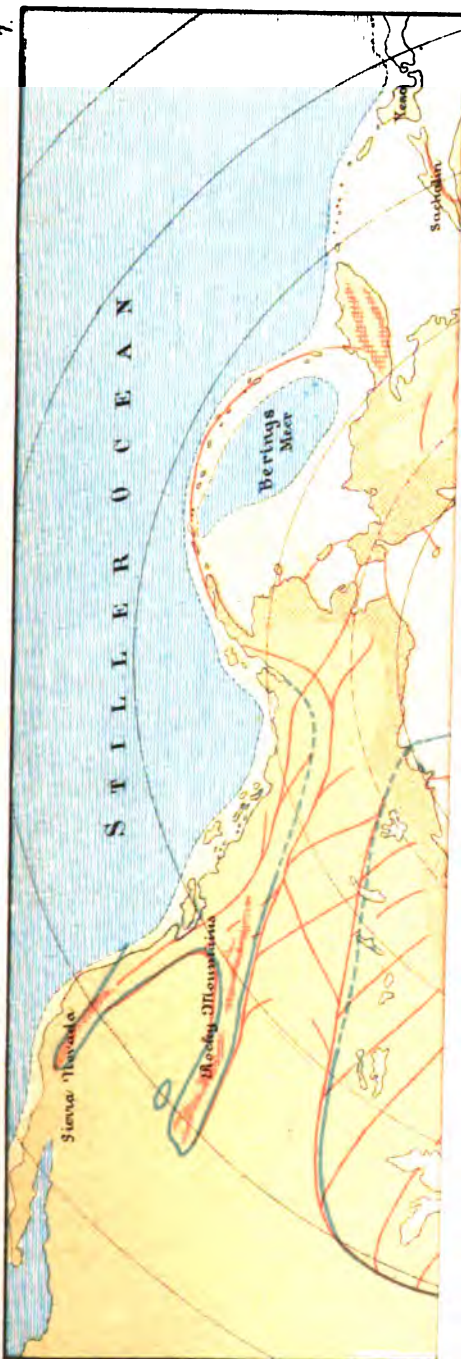 STILLER OCEAN
Berings
Meer
Sachalin
Sierra Nevada
Rocky Mountains